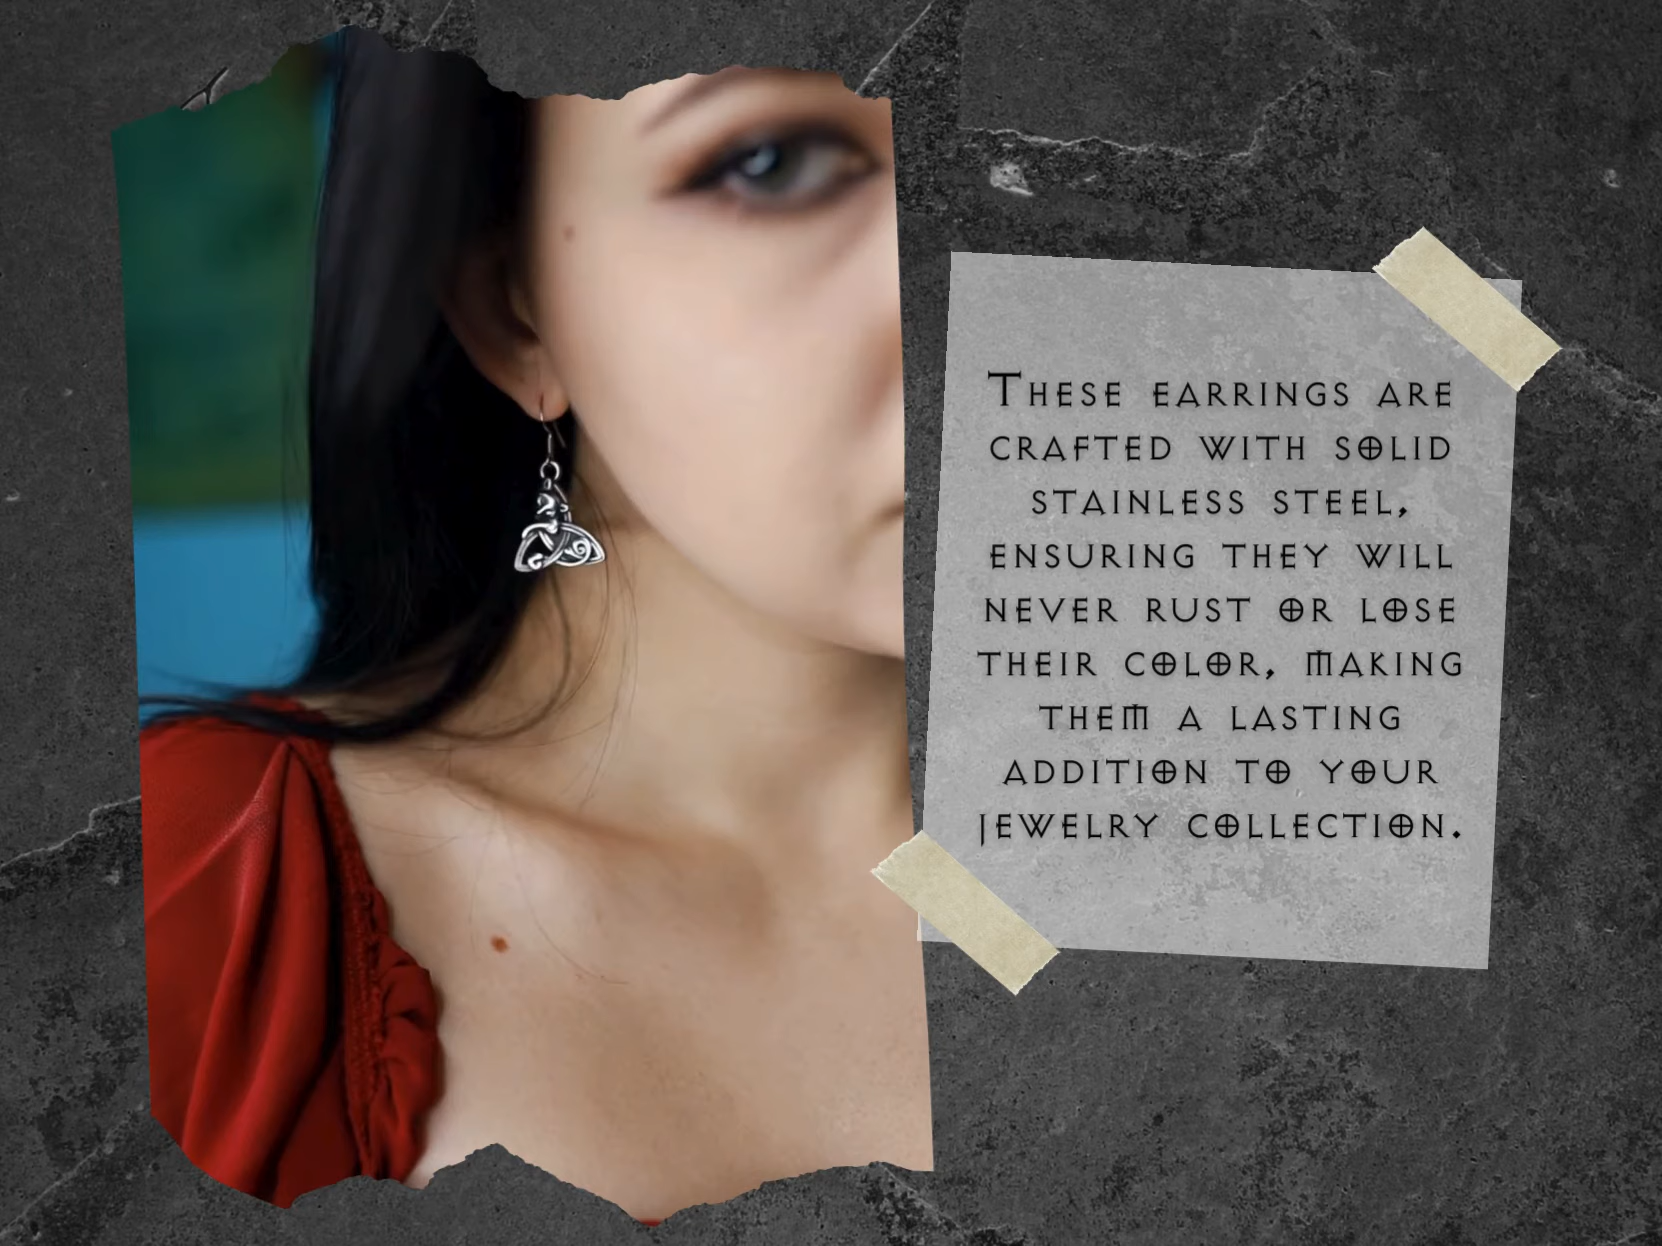 These earrings are
crafted with solid
stainless steel,
ensuring they will
never rust or lose
their color, making
them a lasting
addition to your
jewelry collection.